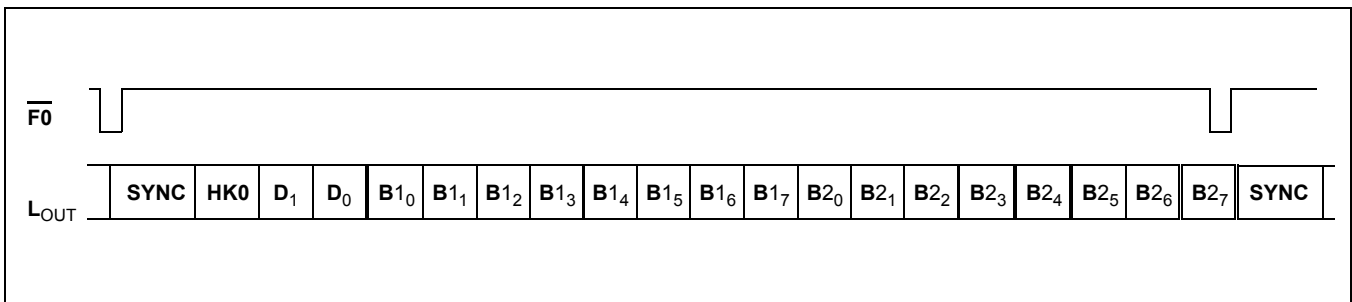 F0
L_OUT SYNC HK0 D₁ D₀ B1₀ B1₁ B1₂ B1₃ B1₄ B1₅ B1₆ B1₇ B2₀ B2₁ B2₂ B2₃ B2₄ B2₅ B2₆ B2₇ SYNC